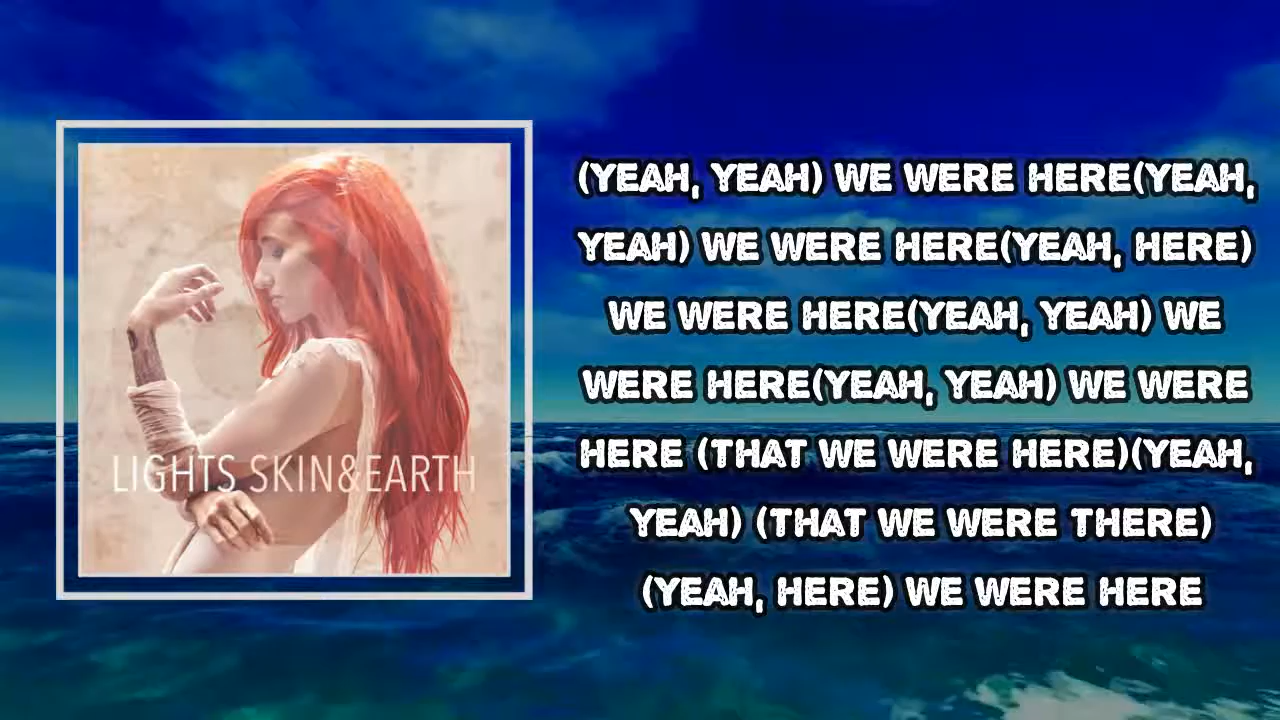 LIGHTS SKIN&EARTH
(YEAH, YEAH) WE WERE HERE(YEAH,
YEAH) WE WERE HERE(YEAH, HERE)
WE WERE HERE(YEAH, YEAH) WE
WERE HERE(YEAH, YEAH) WE WERE
HERE (THAT WE WERE HERE)(YEAH,
YEAH) (THAT WE WERE THERE)
(YEAH, HERE) WE WERE HERE